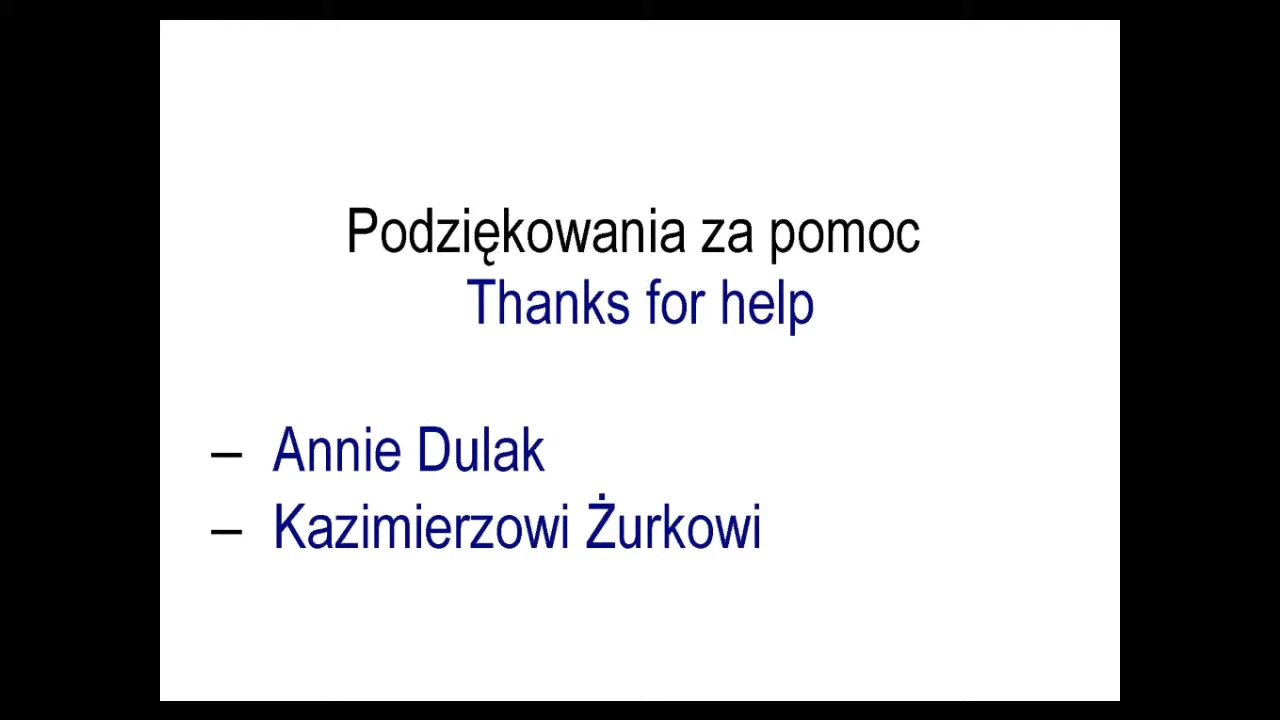 Podziękowania za pomoc
Thanks for help
– Annie Dulak
– Kazimierzowi Żurkowi